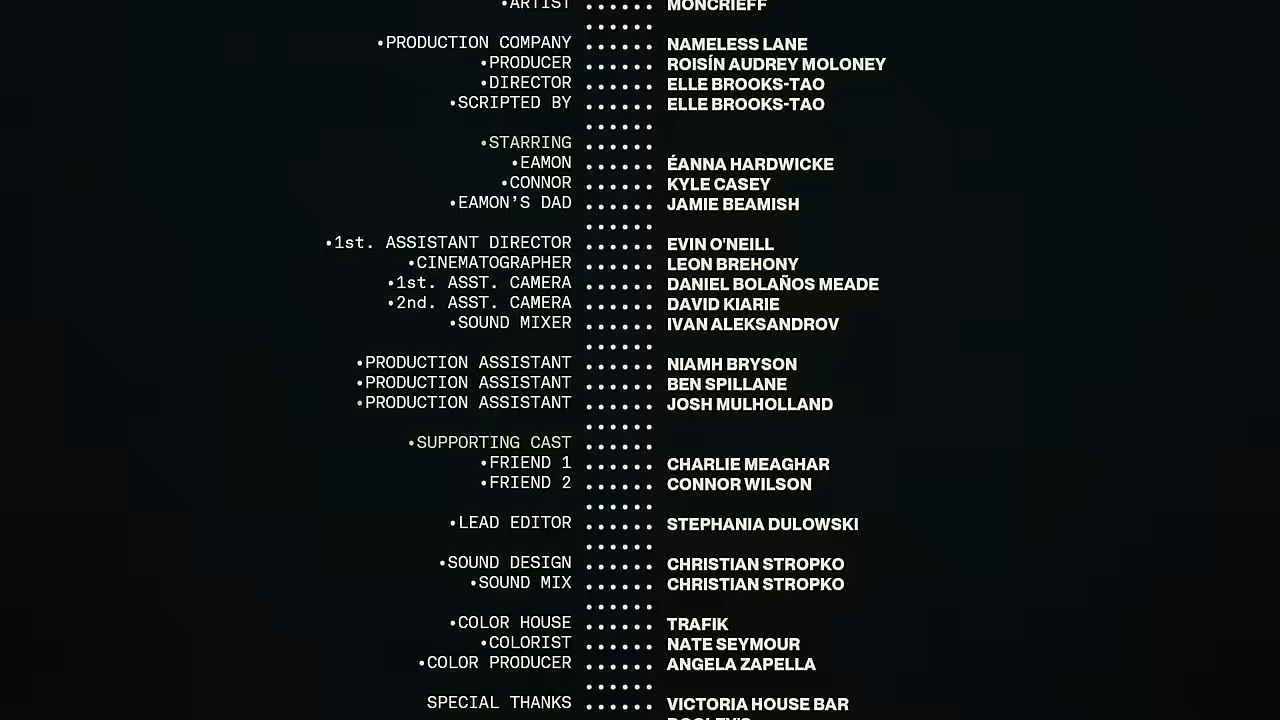 •ARTIST ...... MONCRIEFF
......
•PRODUCTION COMPANY ...... NAMELESS LANE
•PRODUCER ...... ROISÍN AUDREY MOLONEY
•DIRECTOR ...... ELLE BROOKS-TAO
•SCRIPTED BY ...... ELLE BROOKS-TAO
......
•STARRING ......
•EAMON ...... ÉANNA HARDWICKE
•CONNOR ...... KYLE CASEY
•EAMON’S DAD ...... JAMIE BEAMISH
......
•1st. ASSISTANT DIRECTOR ...... EVIN O'NEILL
•CINEMATOGRAPHER ...... LEON BREHONY
•1st. ASST. CAMERA ...... DANIEL BOLAÑOS MEADE
•2nd. ASST. CAMERA ...... DAVID KIARIE
•SOUND MIXER ...... IVAN ALEKSANDROV
......
•PRODUCTION ASSISTANT ...... NIAMH BRYSON
•PRODUCTION ASSISTANT ...... BEN SPILLANE
•PRODUCTION ASSISTANT ...... JOSH MULHOLLAND
......
•SUPPORTING CAST ......
•FRIEND 1 ...... CHARLIE MEAGHAR
•FRIEND 2 ...... CONNOR WILSON
......
•LEAD EDITOR ...... STEPHANIA DULOWSKI
......
•SOUND DESIGN ...... CHRISTIAN STROPKO
•SOUND MIX ...... CHRISTIAN STROPKO
......
•COLOR HOUSE ...... TRAFIK
•COLORIST ...... NATE SEYMOUR
•COLOR PRODUCER ...... ANGELA ZAPELLA
......
SPECIAL THANKS ...... VICTORIA HOUSE BAR